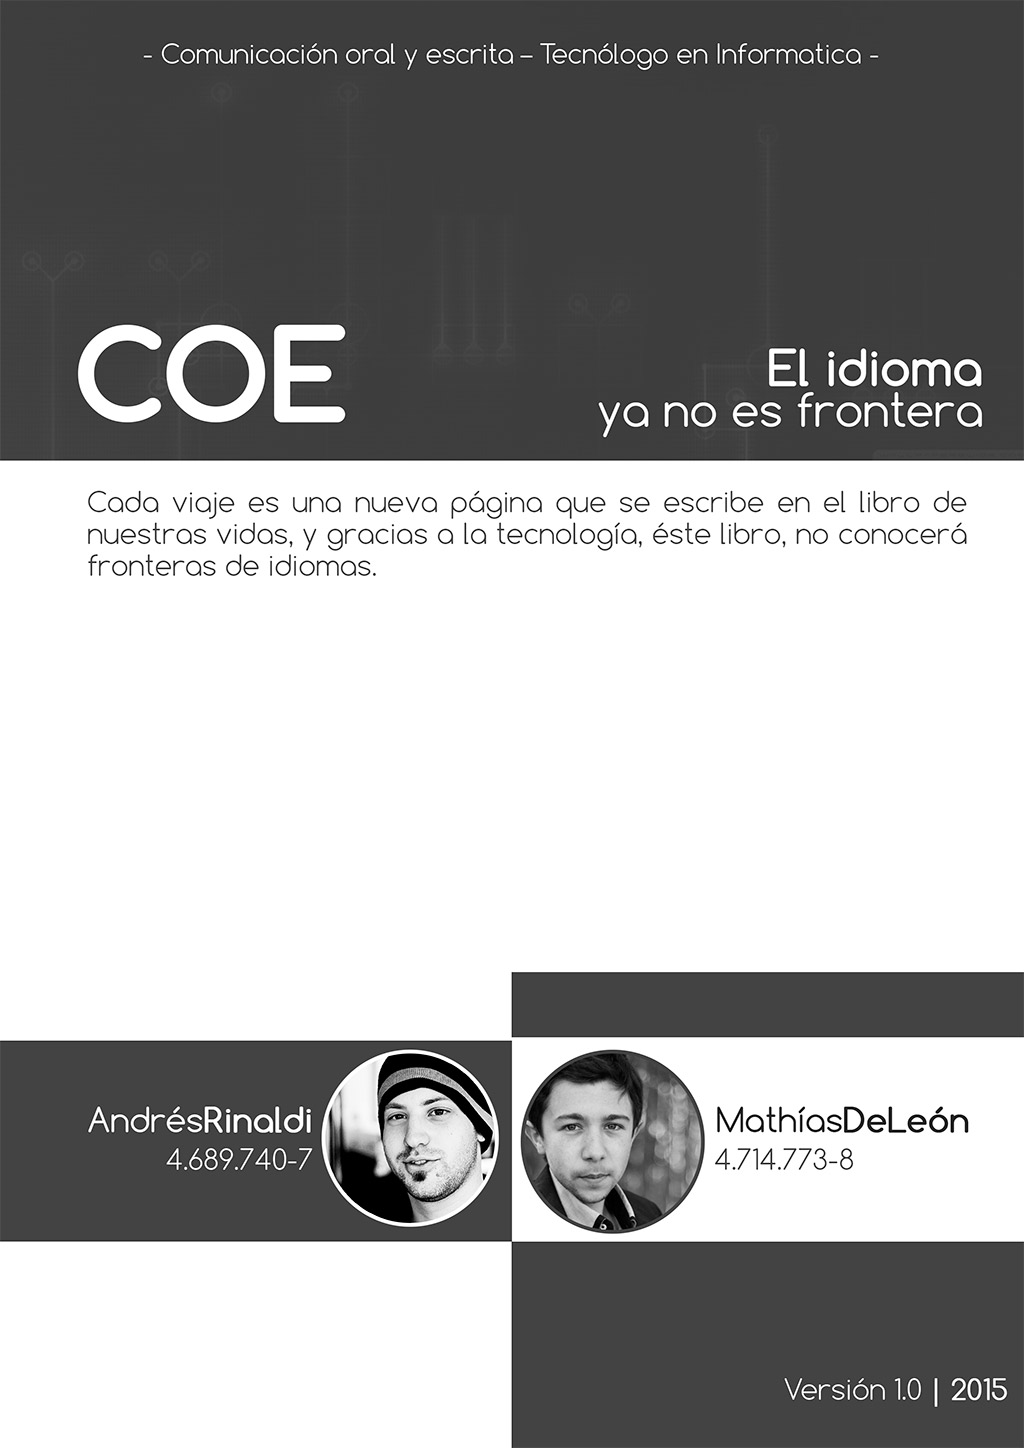 - Comunicación oral y escrita – Tecnólogo en Informatica -
COE
El idioma
ya no es frontera
Cada viaje es una nueva página que se escribe en el libro de
nuestras vidas, y gracias a la tecnología, éste libro, no conocerá
fronteras de idiomas.
AndrésRinaldi
4.689.740-7
MathíasDeLeón
4.714.773-8
Versión 1.0 | 2015